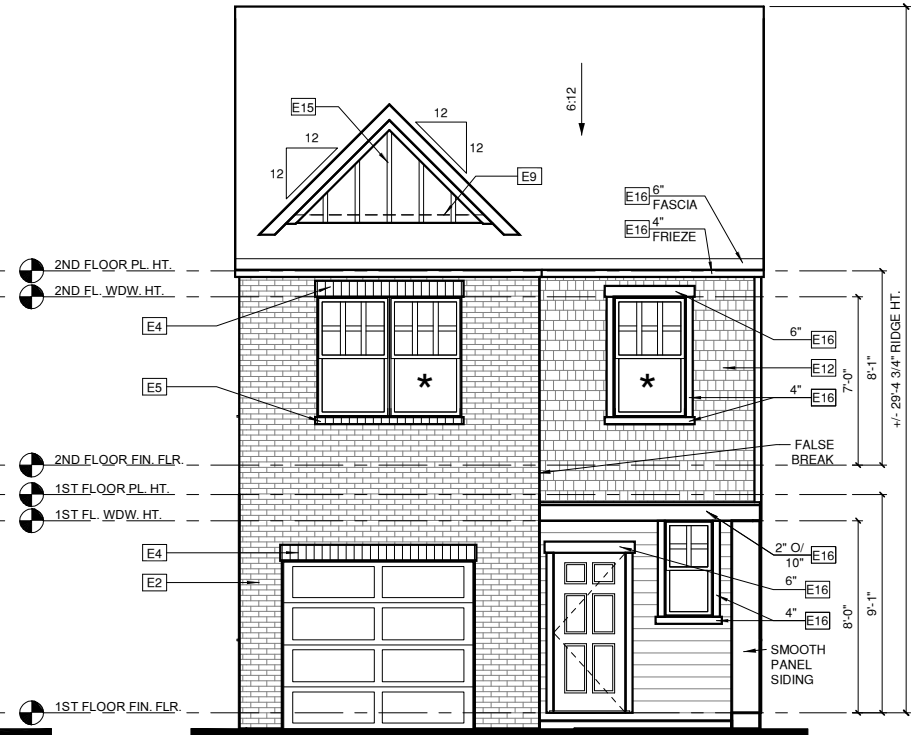 6:12
E15
12
12
12
12
E9
E16 6"
FASCIA
E16 4"
FRIEZE
2ND FLOOR PL. HT.
2ND FL. WDW. HT.
E4
6"
E16
E12
E5
4"
E16
7'-0"
8'-1"
+/- 29'-4 3/4" RIDGE HT.
*
*
FALSE
BREAK
2ND FLOOR FIN. FLR.
1ST FLOOR PL. HT.
1ST FL. WDW. HT.
E4
E2
2" O/
10"
E16
6"
E16
4"
E16
8'-0"
9'-1"
SMOOTH
PANEL
SIDING
1ST FLOOR FIN. FLR.